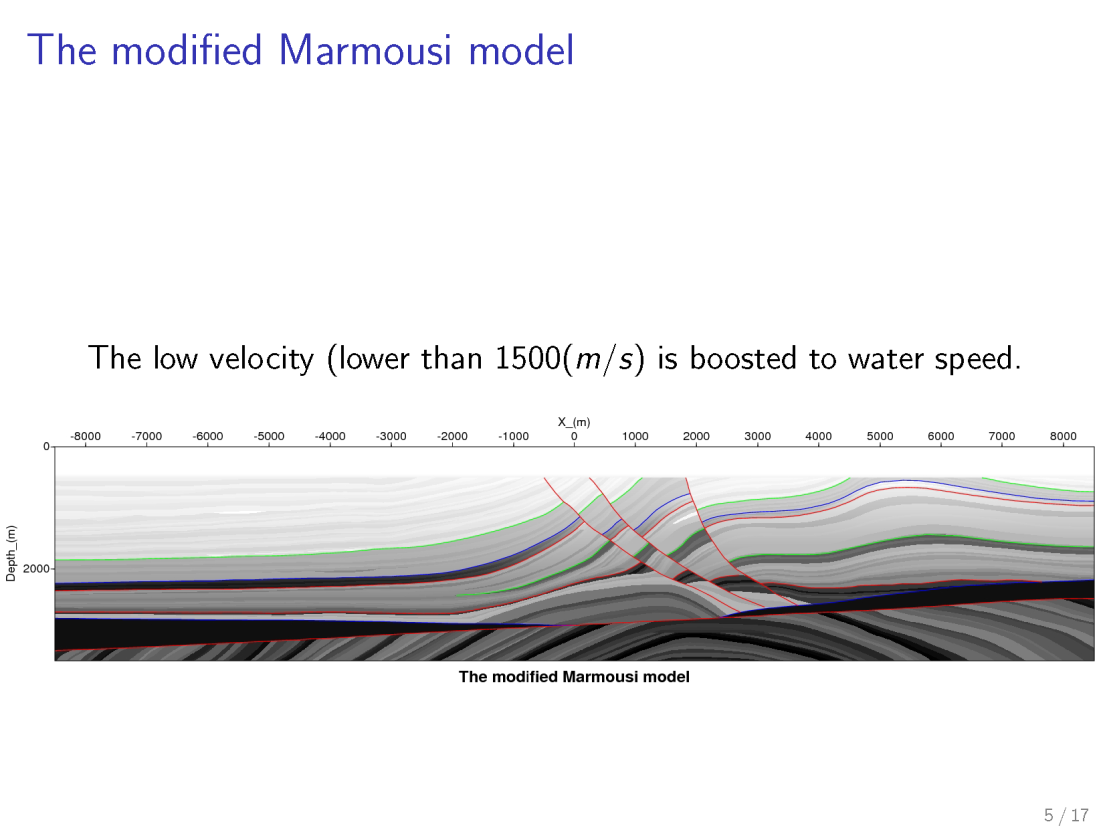 The modified Marmousi model
The low velocity (lower than 1500(m/s) is boosted to water speed.
X_(m)
-8000 -7000 -6000 -5000 -4000 -3000 -2000 -1000 0 1000 2000 3000 4000 5000 6000 7000 8000
0
Depth_(m)
2000
The modified Marmousi model
5 / 17